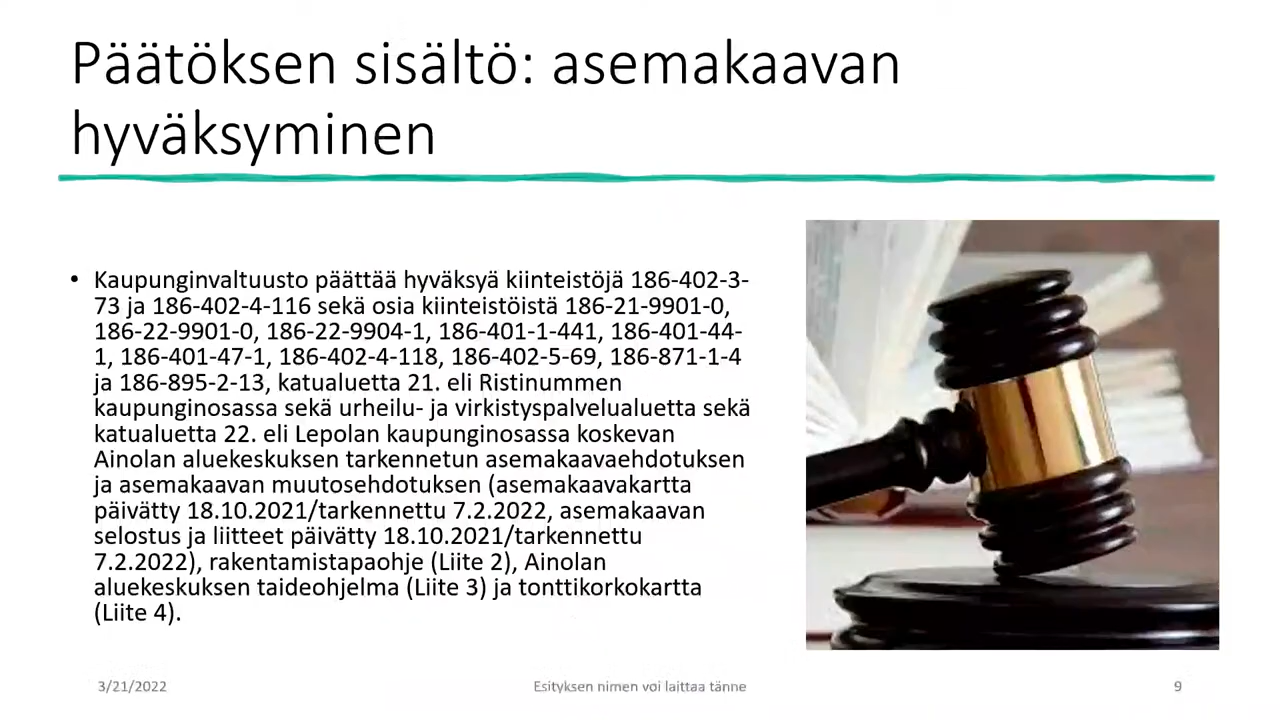 Päätöksen sisältö: asemakaavan
hyväksyminen
• Kaupunginvaltuusto päättää hyväksyä kiinteistöjä 186-402-3-
73 ja 186-402-4-116 sekä osia kiinteistöistä 186-21-9901-0,
186-22-9901-0, 186-22-9904-1, 186-401-1-441, 186-401-44-
1, 186-401-47-1, 186-402-4-118, 186-402-5-69, 186-871-1-4
ja 186-895-2-13, katualuetta 21. eli Ristinummen
kaupunginosassa sekä urheilu- ja virkistyspalvelualuetta sekä
katualuetta 22. eli Lepolan kaupunginosassa koskevan
Ainolan aluekeskuksen tarkennetun asemakaavaehdotuksen
ja asemakaavan muutosehdotuksen (asemakaavakartta
päivätty 18.10.2021/tarkennettu 7.2.2022, asemakaavan
selostus ja liitteet päivätty 18.10.2021/tarkennettu
7.2.2022), rakentamistapaohje (Liite 2), Ainolan
aluekeskuksen taideohjelma (Liite 3) ja tonttikorkokartta
(Liite 4).
3/21/2022
Esityksen nimen voi laittaa tänne
9